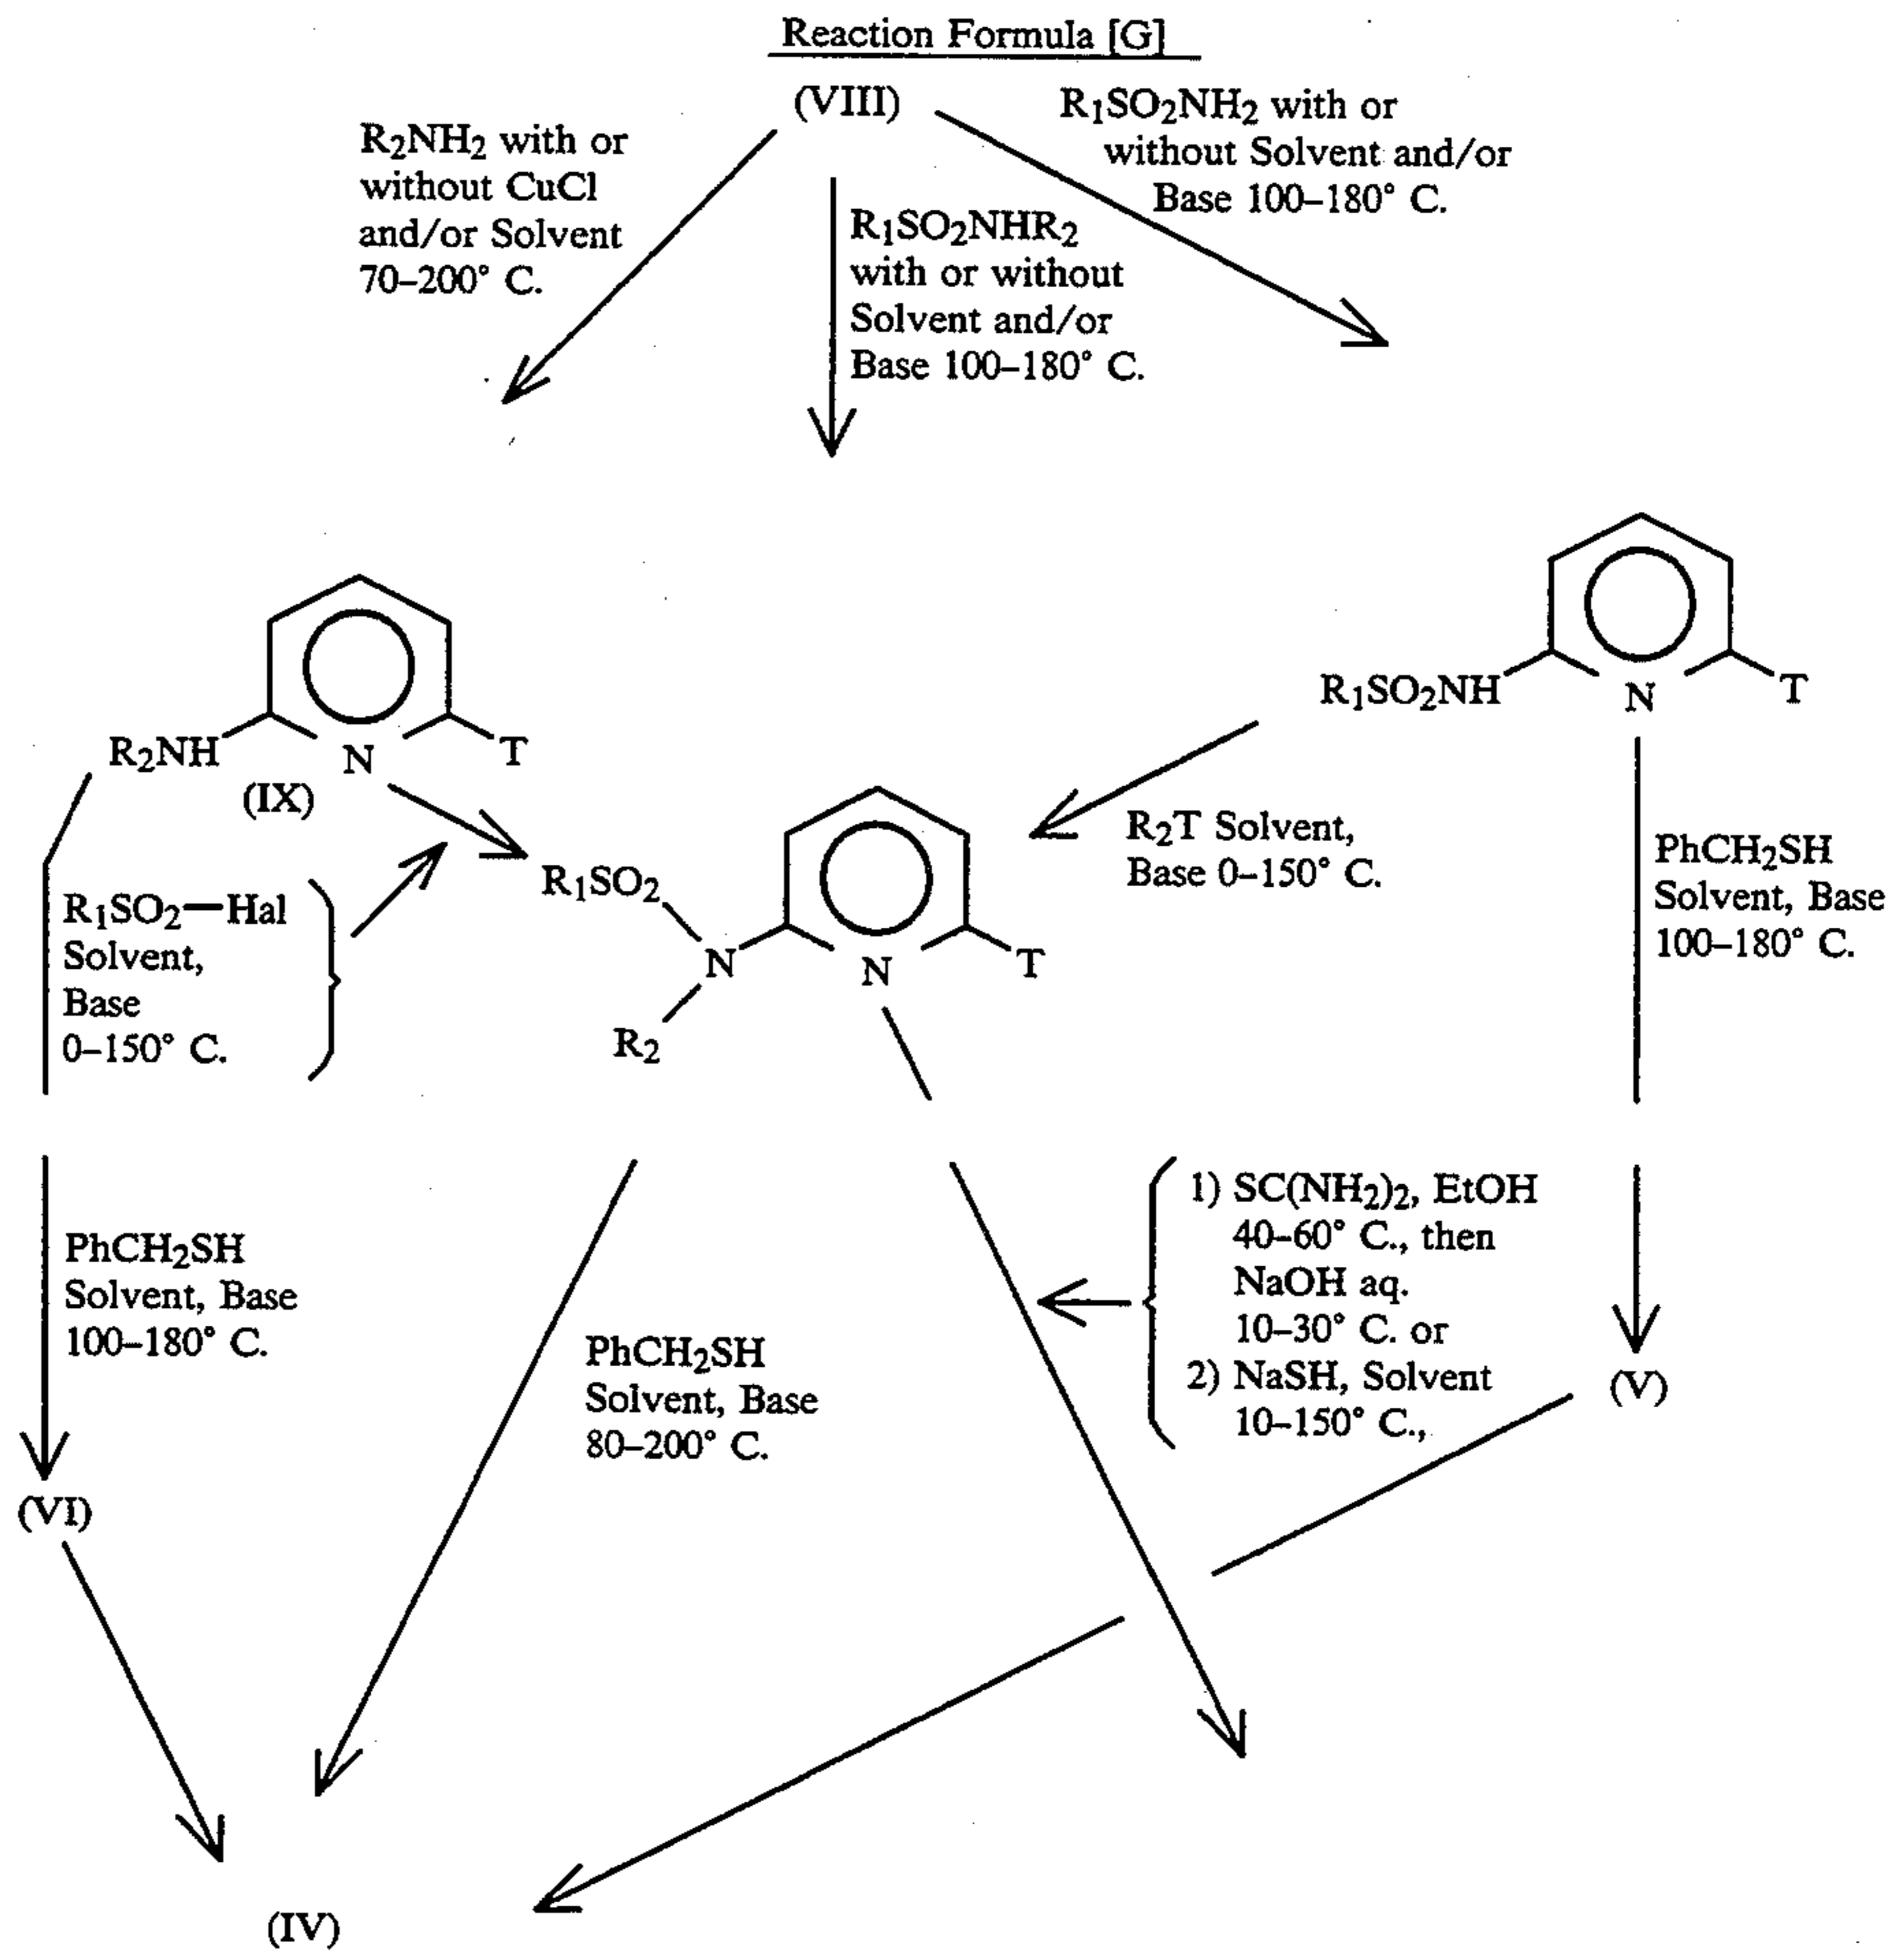 Reaction Formula [G]
(VIII)
R₂NH₂ with or
without CuCl
and/or Solvent
70–200° C.
R₁SO₂NHR₂
with or without
Solvent and/or
Base 100–180° C.
R₁SO₂NH₂ with or
without Solvent and/or
Base 100–180° C.
R₂NH
N
T
(IX)
R₁SO₂NH
N
T
R₁SO₂—Hal
Solvent,
Base
0–150° C.
R₁SO₂
N
R₂
N
T
R₂T Solvent,
Base 0–150° C.
PhCH₂SH
Solvent, Base
100–180° C.
PhCH₂SH
Solvent, Base
100–180° C.
PhCH₂SH
Solvent, Base
80–200° C.
1) SC(NH₂)₂, EtOH
40–60° C., then
NaOH aq.
10–30° C. or
2) NaSH, Solvent
10–150° C.,
(V)
(VI)
(IV)